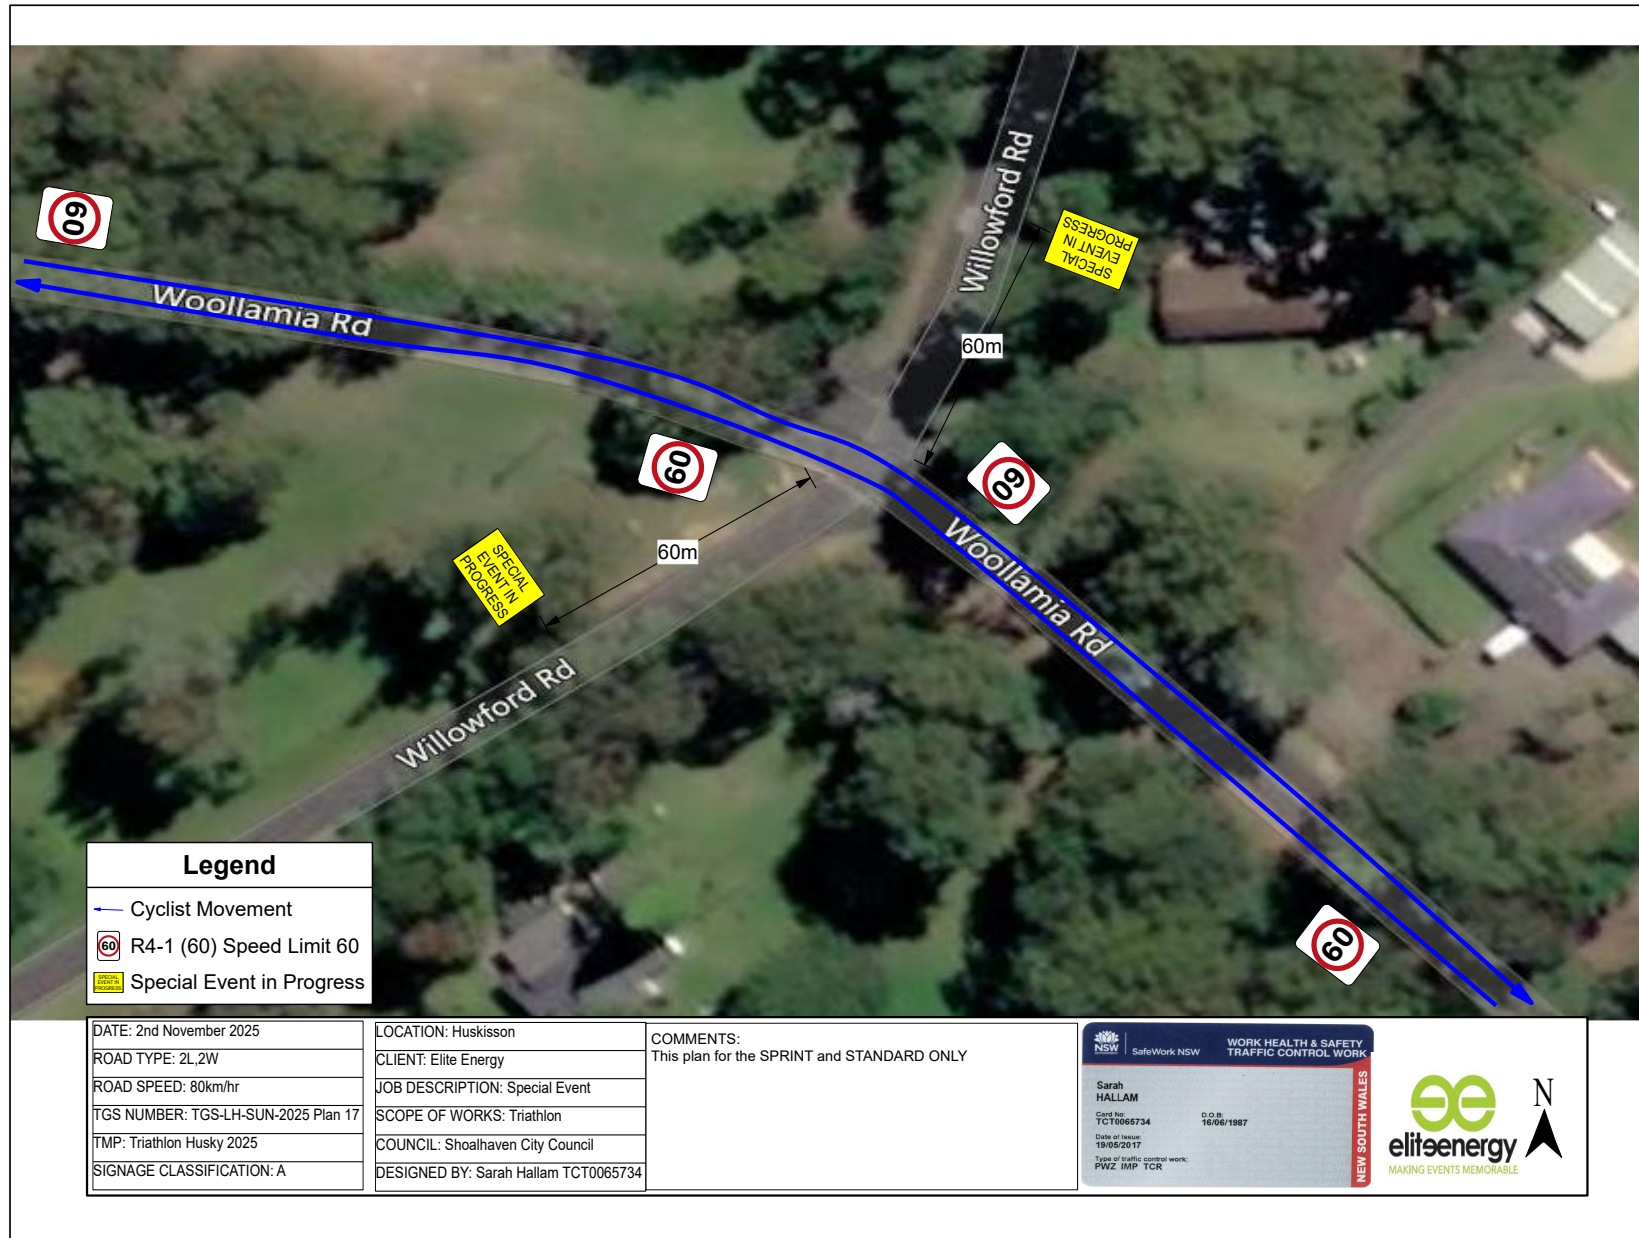 60
Woollamia Rd
Willowford Rd
SPECIAL
EVENT IN
PROGRESS
60m
60
60
SPECIAL
EVENT IN
PROGRESS
60m
Woollamia Rd
Willowford Rd
60
Legend
Cyclist Movement
60
R4-1 (60) Speed Limit 60
SPECIAL
EVENT IN
PROGRESS
Special Event in Progress
DATE: 2nd November 2025
ROAD TYPE: 2L,2W
ROAD SPEED: 80km/hr
TGS NUMBER: TGS-LH-SUN-2025 Plan 17
TMP: Triathlon Husky 2025
SIGNAGE CLASSIFICATION: A
LOCATION: Huskisson
CLIENT: Elite Energy
JOB DESCRIPTION: Special Event
SCOPE OF WORKS: Triathlon
COUNCIL: Shoalhaven City Council
DESIGNED BY: Sarah Hallam TCT0065734
COMMENTS:
This plan for the SPRINT and STANDARD ONLY
NSW
SafeWork NSW
WORK HEALTH & SAFETY
TRAFFIC CONTROL WORK
Sarah
HALLAM
Card No:
TCT0065734
D.O.B:
16/06/1987
Date of Issue:
19/05/2017
Type of traffic control work:
PWZ IMP TCR
NEW SOUTH WALES
eliteenergy
MAKING EVENTS MEMORABLE
N